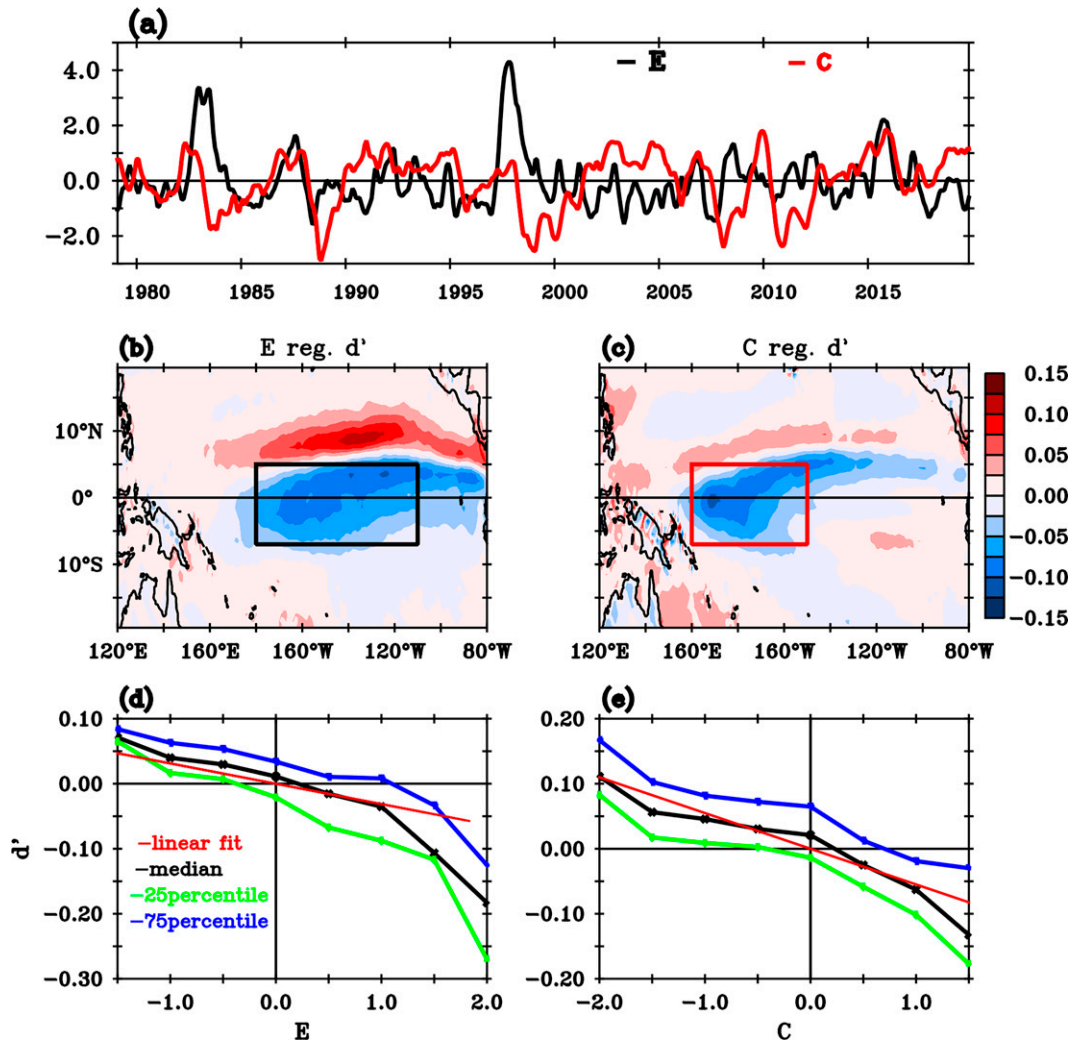 (a)
– E – C
4.0
2.0
0.0
-2.0
1980 1985 1990 1995 2000 2005 2010 2015
(b) E reg. d' (c) C reg. d'
10°N
0°
10°S
120°E 160°E 160°W 120°W 80°W
120°E 160°E 160°W 120°W 80°W
0.15
0.10
0.05
0.00
-0.05
-0.10
-0.15
(d) (e)
d'
0.10
0.00
-0.10
-0.20
-0.30
–linear fit
–median
–25percentile
–75percentile
-1.0 0.0 1.0 2.0
E
0.20
0.10
0.00
-0.10
-0.20
-2.0 -1.0 0.0 1.0
C